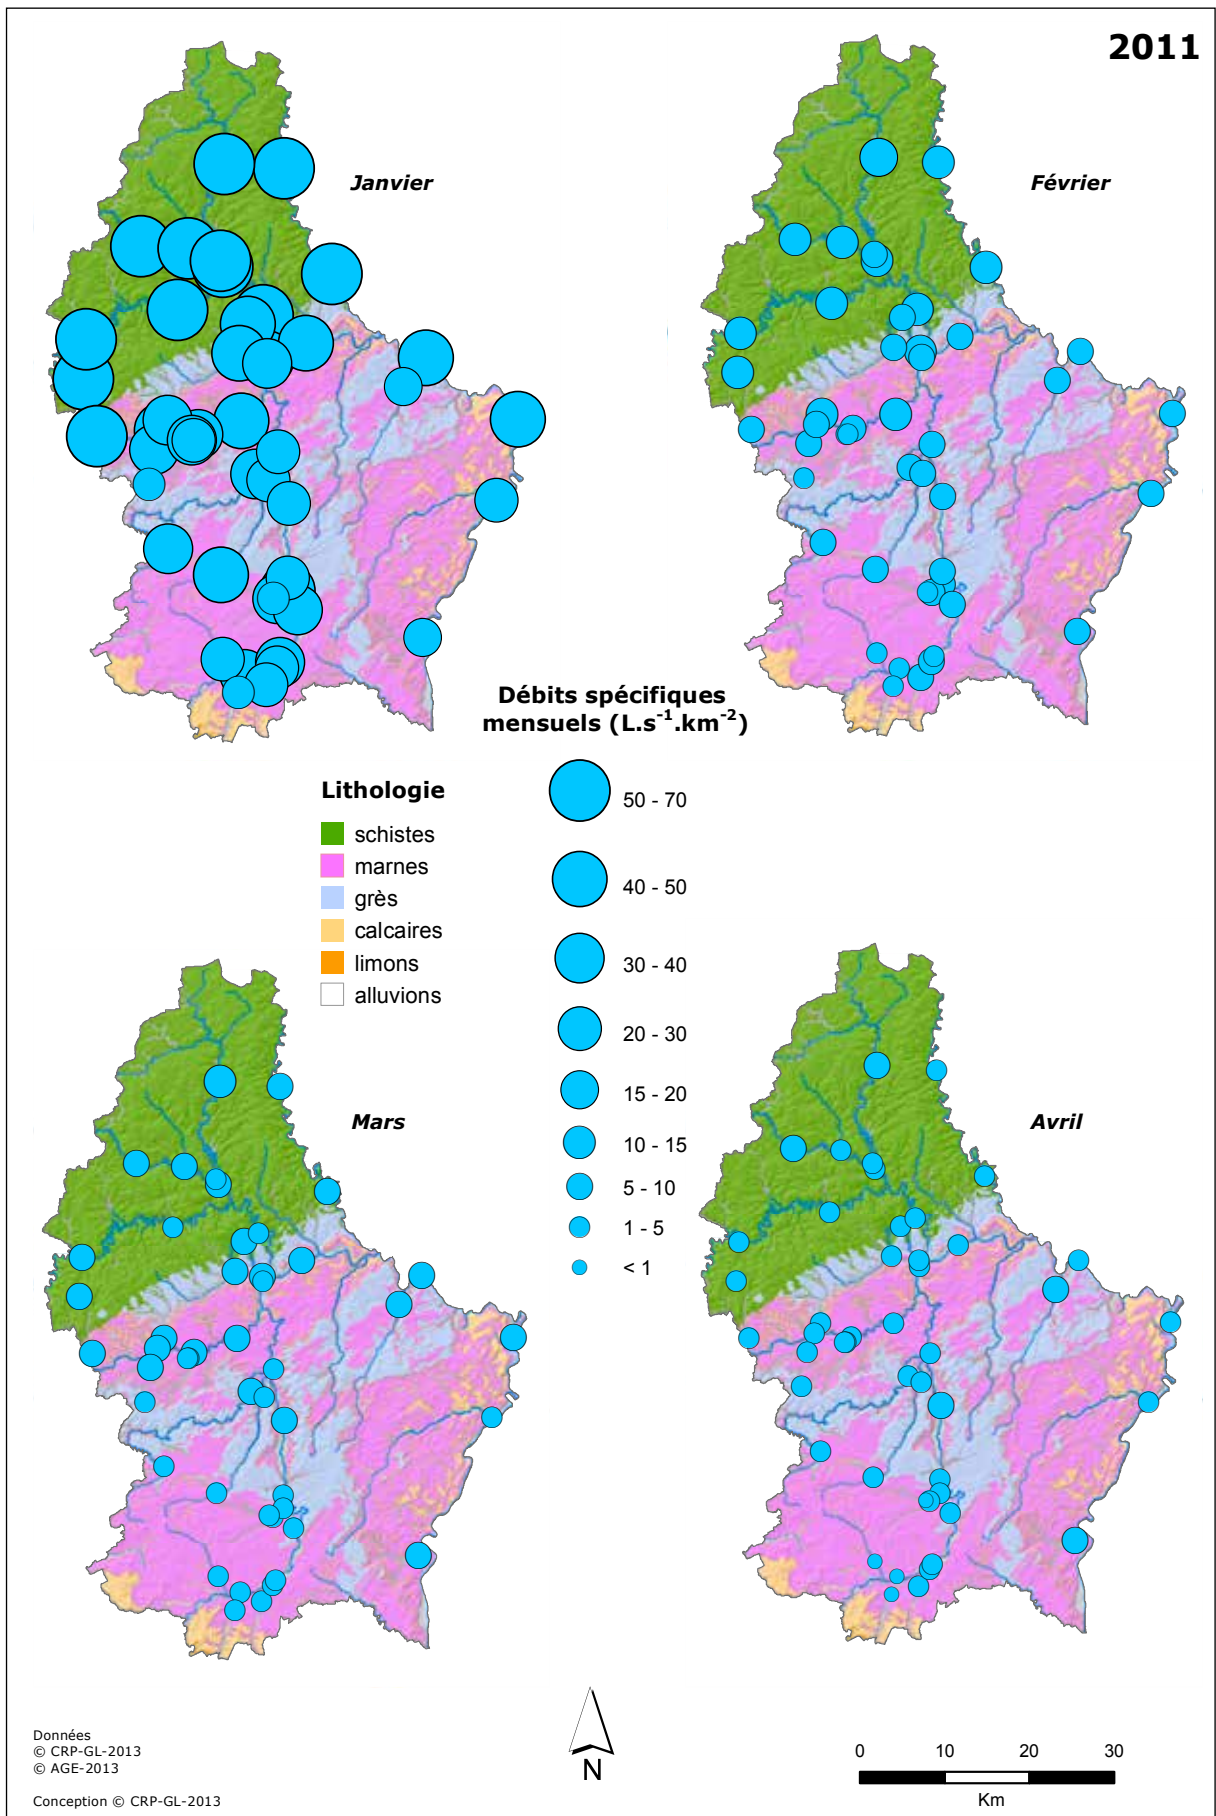 2011
Janvier
Février
Débits spécifiques
mensuels (L.s⁻¹.km⁻²)
Lithologie
schistes
marnes
grès
calcaires
limons
alluvions
50 - 70
40 - 50
30 - 40
20 - 30
15 - 20
10 - 15
5 - 10
1 - 5
< 1
Mars
Avril
Données
© CRP-GL-2013
© AGE-2013
Conception © CRP-GL-2013
N
0 10 20 30
Km